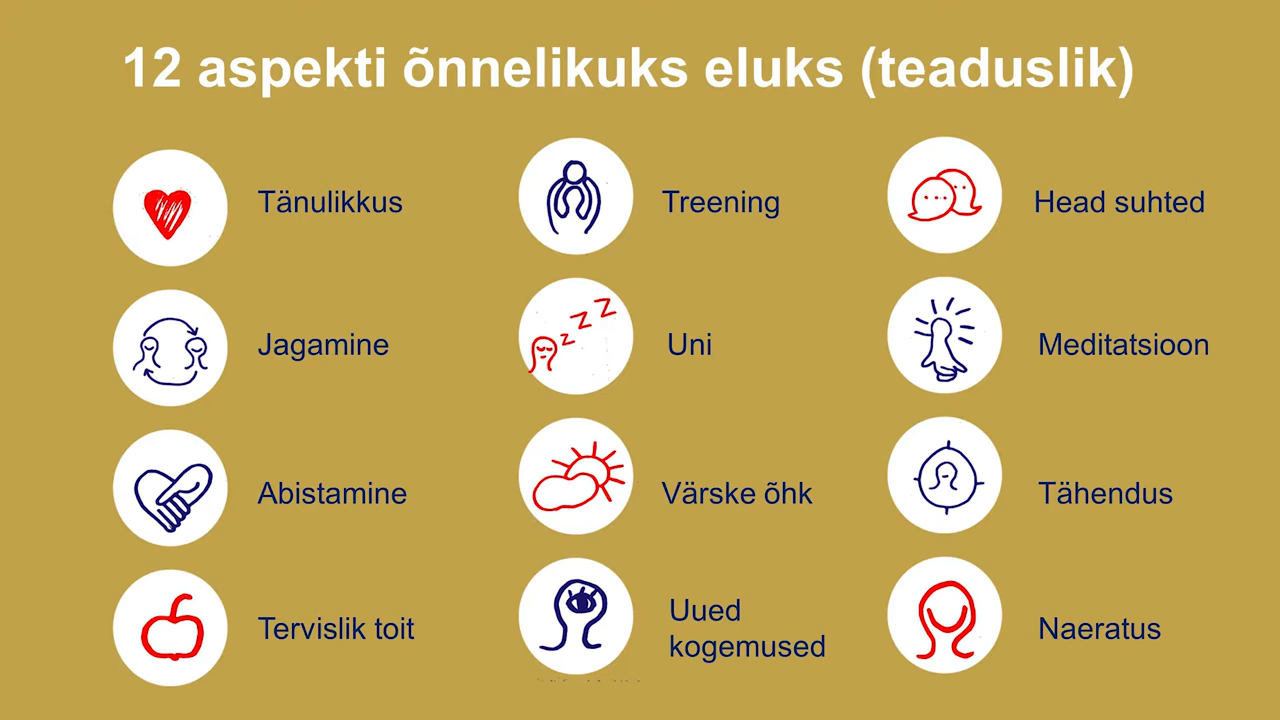 12 aspekti õnnelikuks eluks (teaduslik)
Tänulikkus
Treening
Head suhted
Jagamine
Uni
Meditatsioon
Abistamine
Värske õhk
Tähendus
Tervislik toit
Uued
kogemused
Naeratus